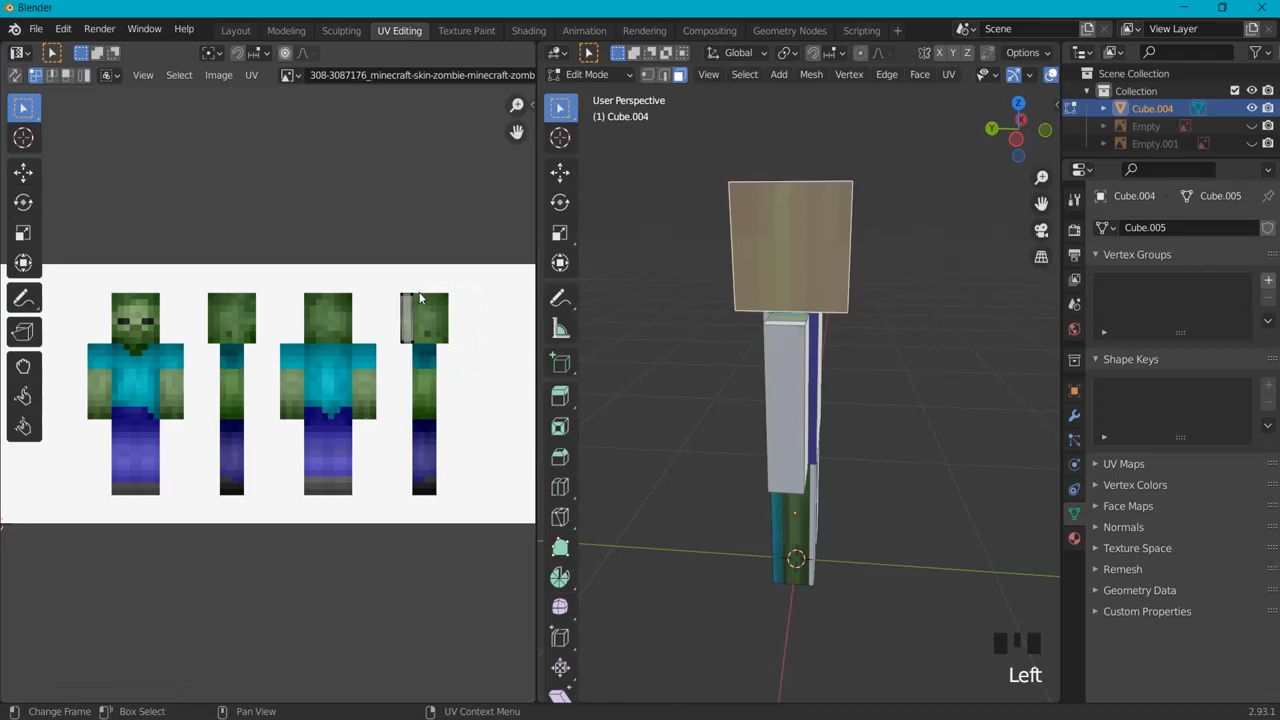 Blender
File Edit Render Window Help
Layout Modeling Sculpting UV Editing Texture Paint Shading Animation Rendering Compositing Geometry Nodes Scripting +
Scene View Layer
Global Options
View Select Image UV 308-3087176_minecraft-skin-zombie-minecraft-zomb
Edit Mode View Select Add Mesh Vertex Edge Face UV
X Y Z
User Perspective
(1) Cube.004
Z
Y
X
Scene Collection
Collection
Cube.004
Empty
Empty.001
Cube.004 Cube.005
Cube.005
Vertex Groups
Shape Keys
UV Maps
Vertex Colors
Face Maps
Normals
Texture Space
Remesh
Geometry Data
Custom Properties
Left
Change Frame Box Select Pan View UV Context Menu 2.93.1